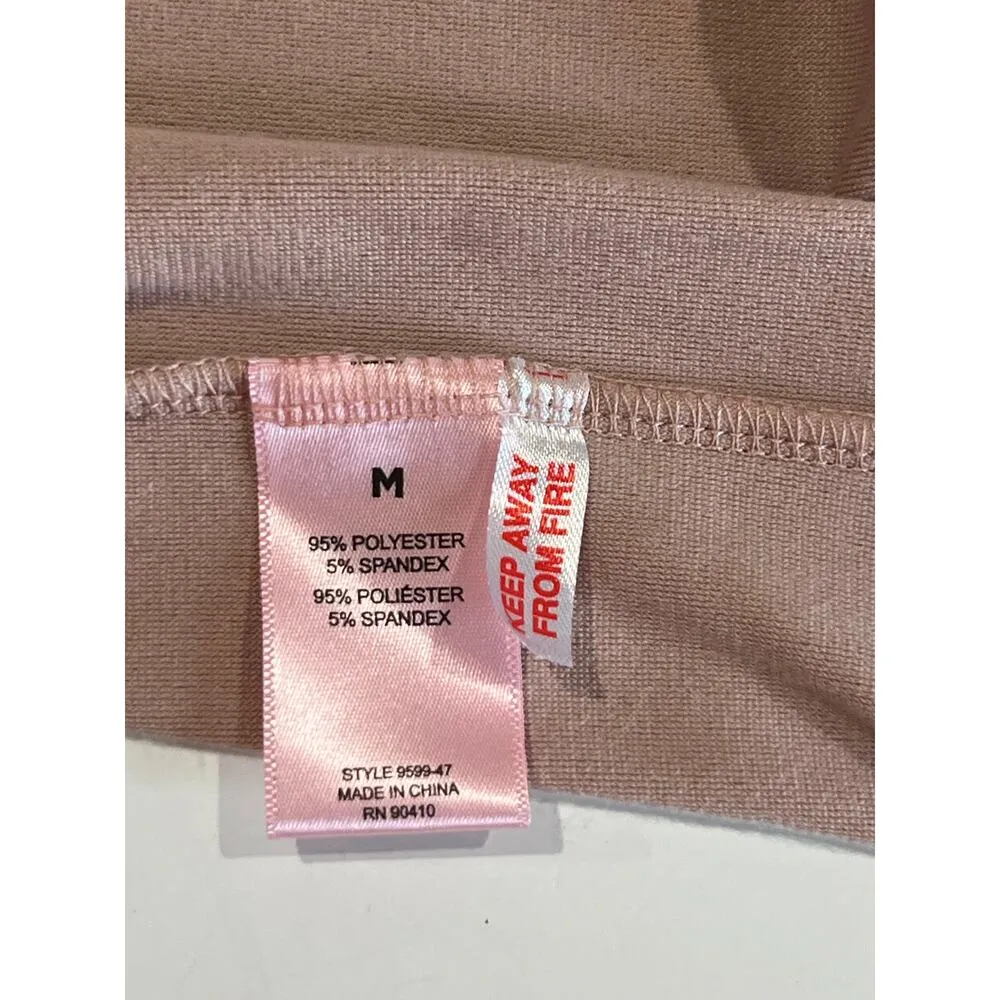 M
95% POLYESTER
5% SPANDEX
95% POLIÉSTER
5% SPANDEX
STYLE 9599-47
MADE IN CHINA
RN 90410
KEEP AWAY
FROM FIRE